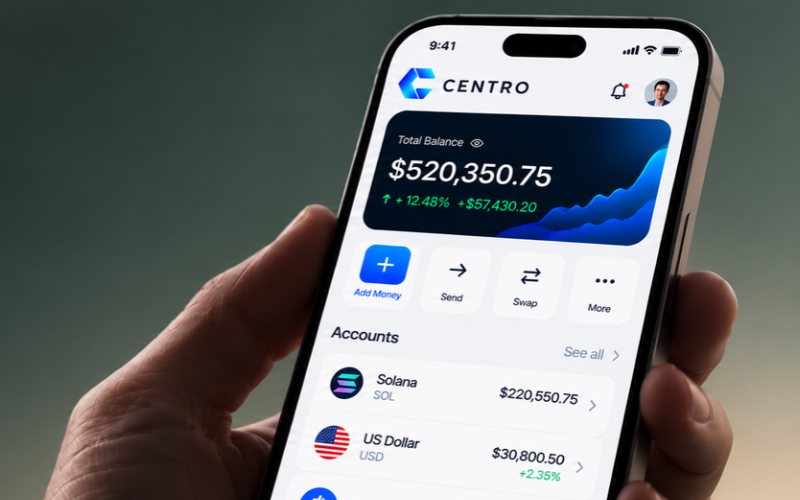 9:41
CENTRO
Total Balance
$520,350.75
↑ + 12.48% +$57,430.20
Add Money
Send
Swap
More
Accounts
See all
Solana
$220,550.75
SOL
US Dollar
$30,800.50
USD
+2.35%